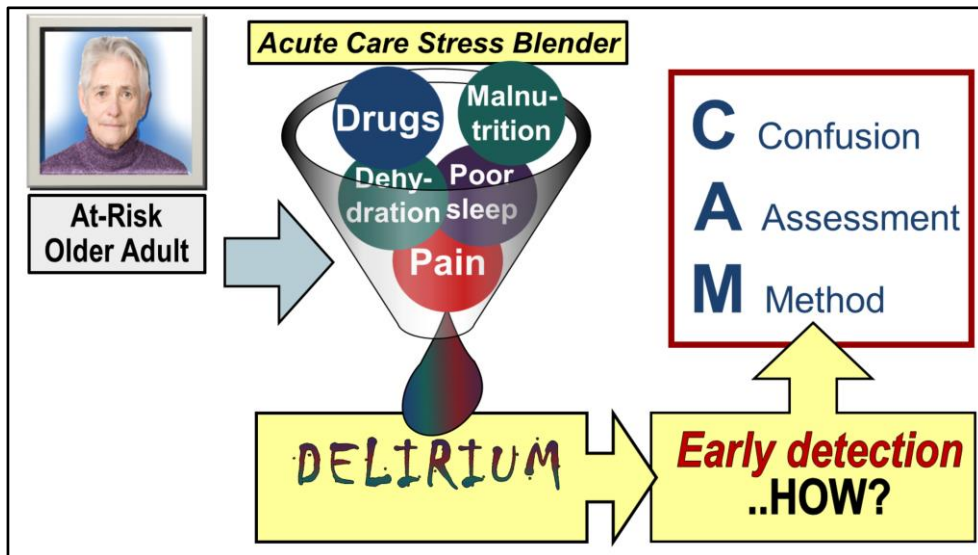 Acute Care Stress Blender
At-Risk
Older Adult
Drugs
Malnu-
trition
Dehy-
dration
Poor
sleep
Pain
DELIRIUM
Early detection
..HOW?
C Confusion
A Assessment
M Method